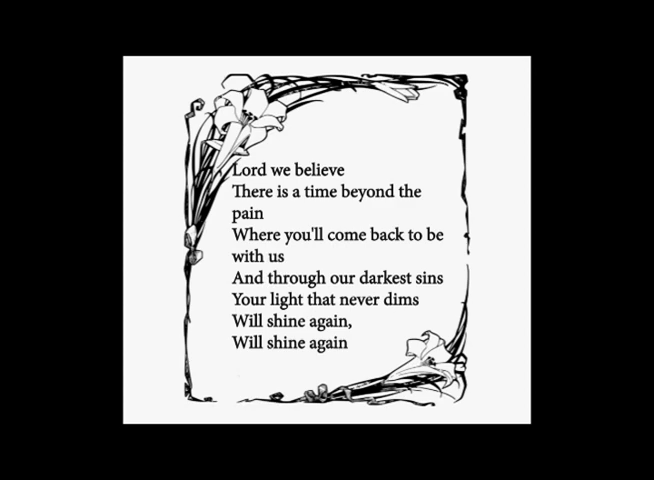 Lord we believe
There is a time beyond the
pain
Where you'll come back to be
with us
And through our darkest sins
Your light that never dims
Will shine again,
Will shine again